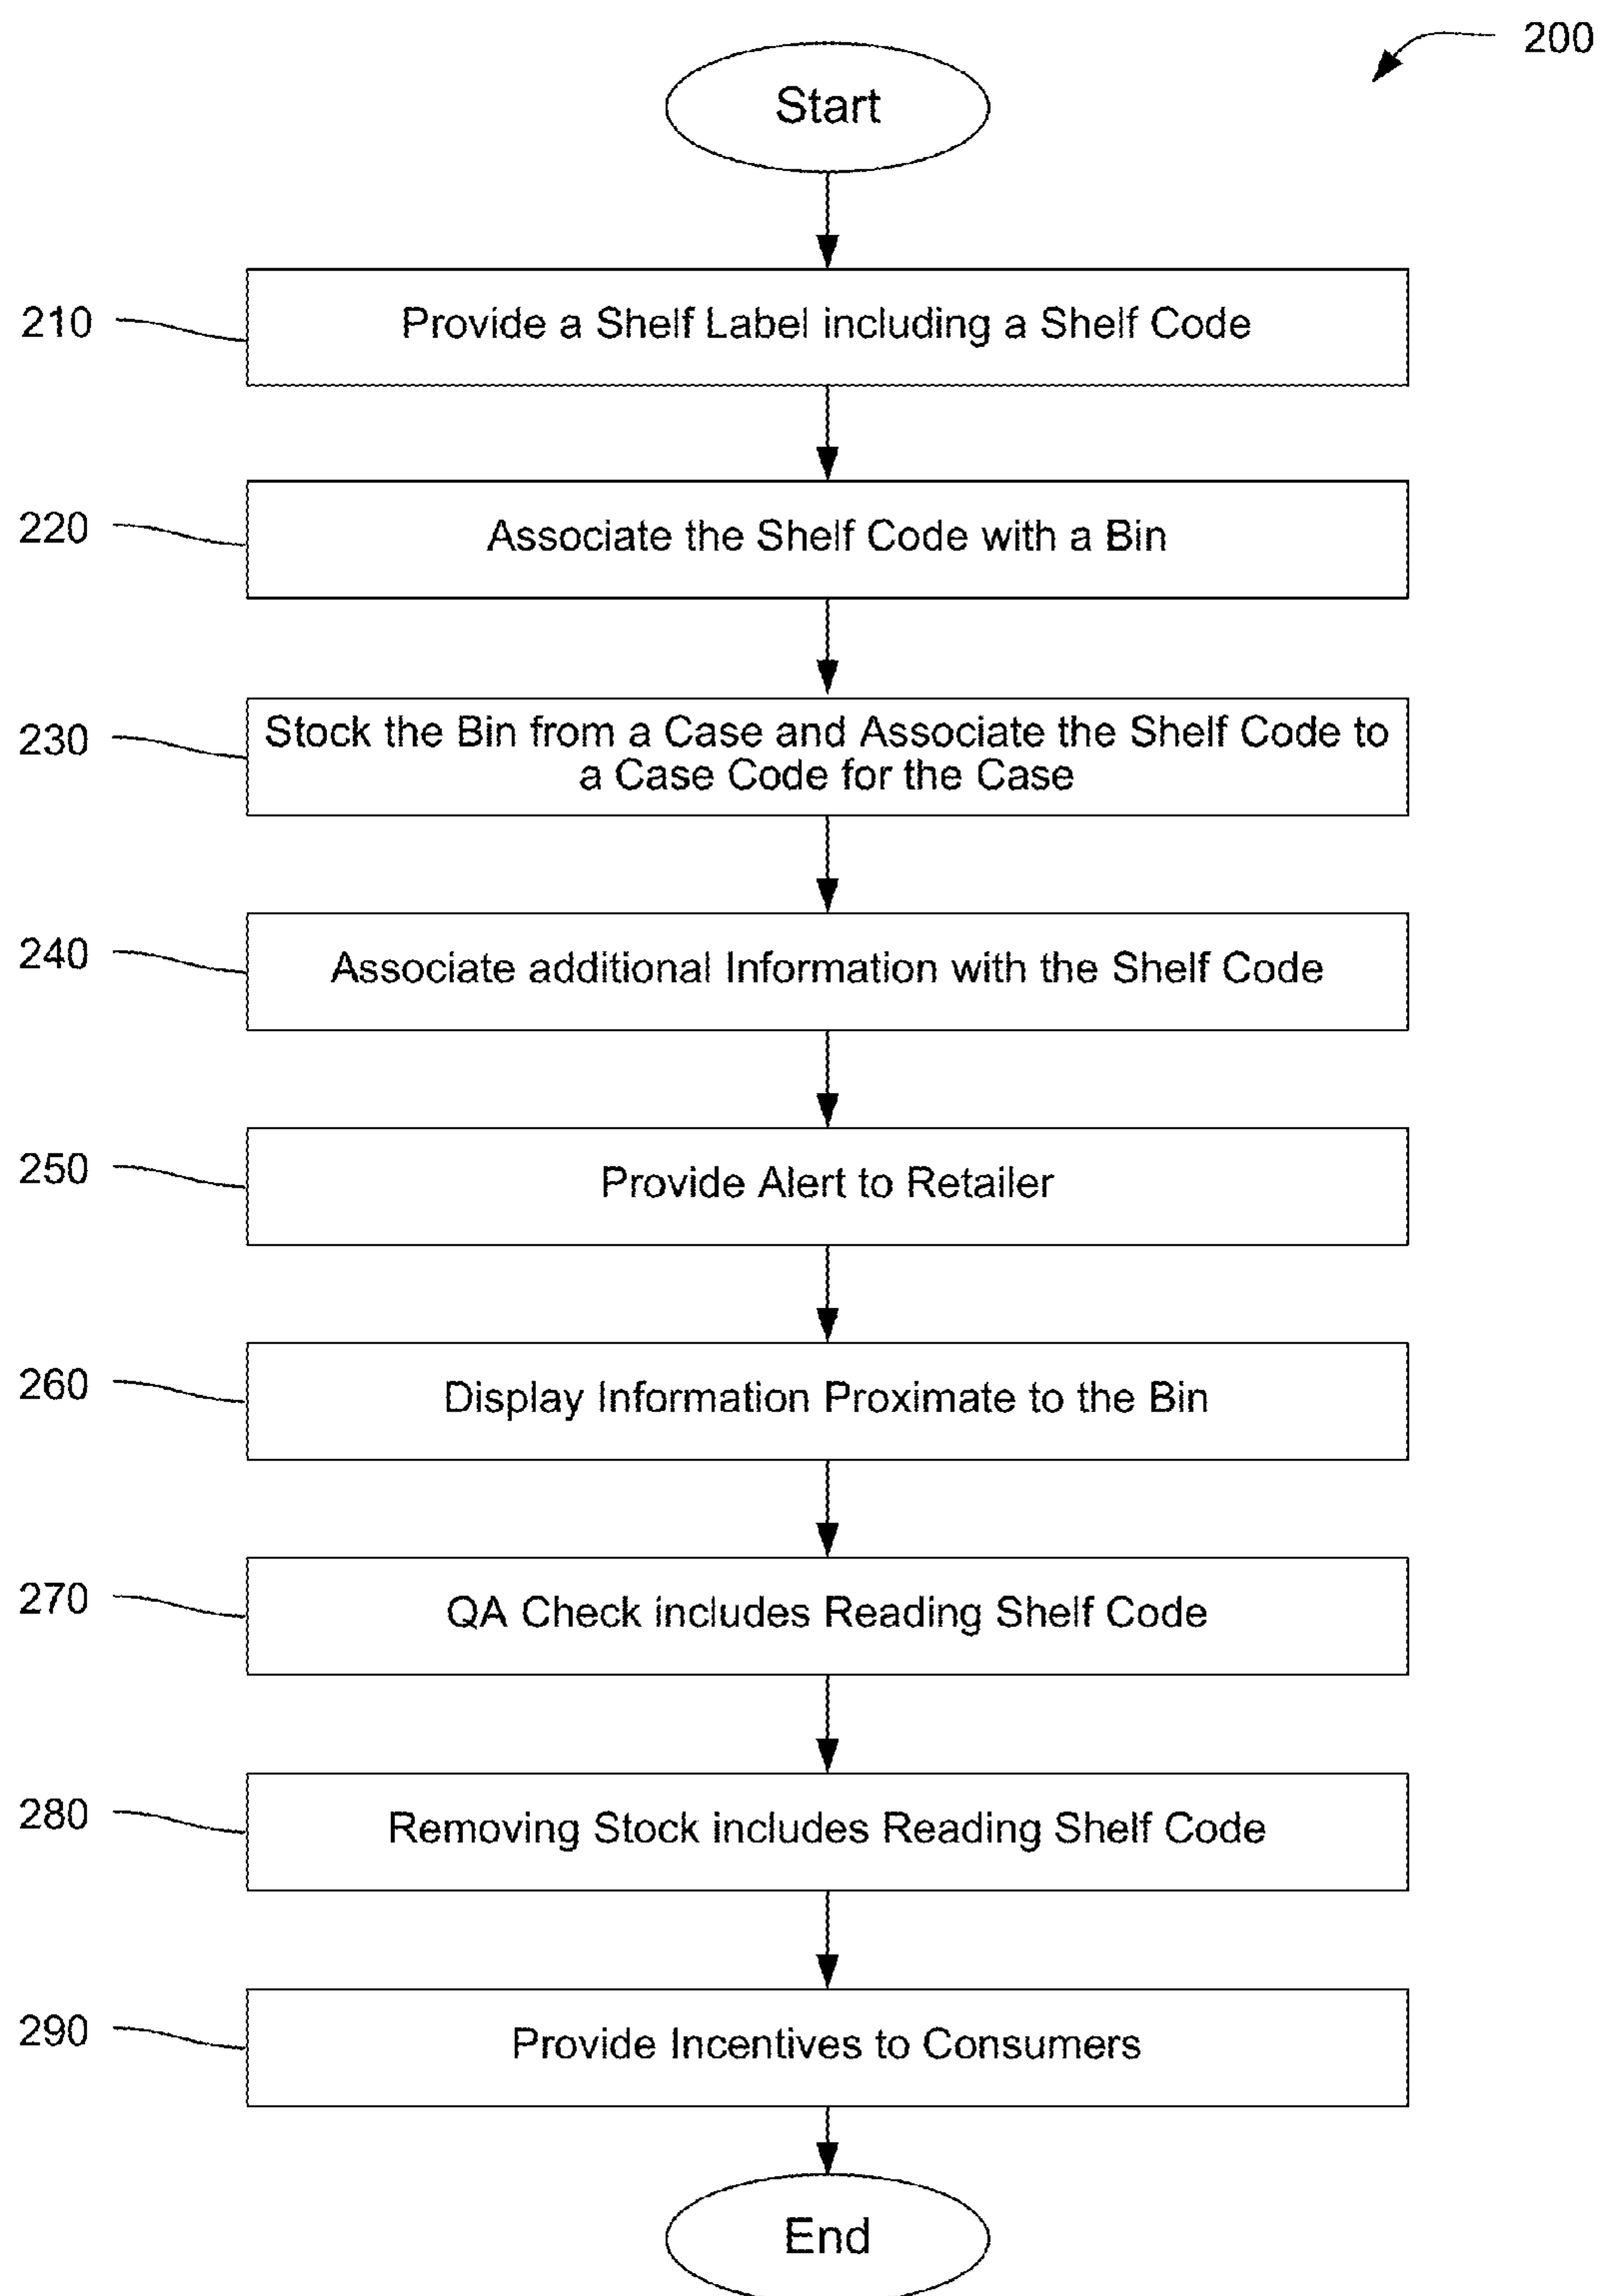 200
Start
210
Provide a Shelf Label including a Shelf Code
220
Associate the Shelf Code with a Bin
230
Stock the Bin from a Case and Associate the Shelf Code to
a Case Code for the Case
240
Associate additional Information with the Shelf Code
250
Provide Alert to Retailer
260
Display Information Proximate to the Bin
270
QA Check includes Reading Shelf Code
280
Removing Stock includes Reading Shelf Code
290
Provide Incentives to Consumers
End